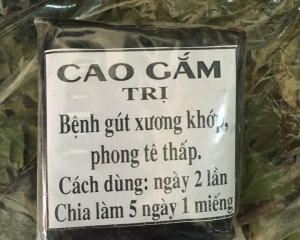 CAO GẮM
TRỊ
Bệnh gút xương khớp,
phong tê thấp.
Cách dùng: ngày 2 lần
Chia làm 5 ngày 1 miếng